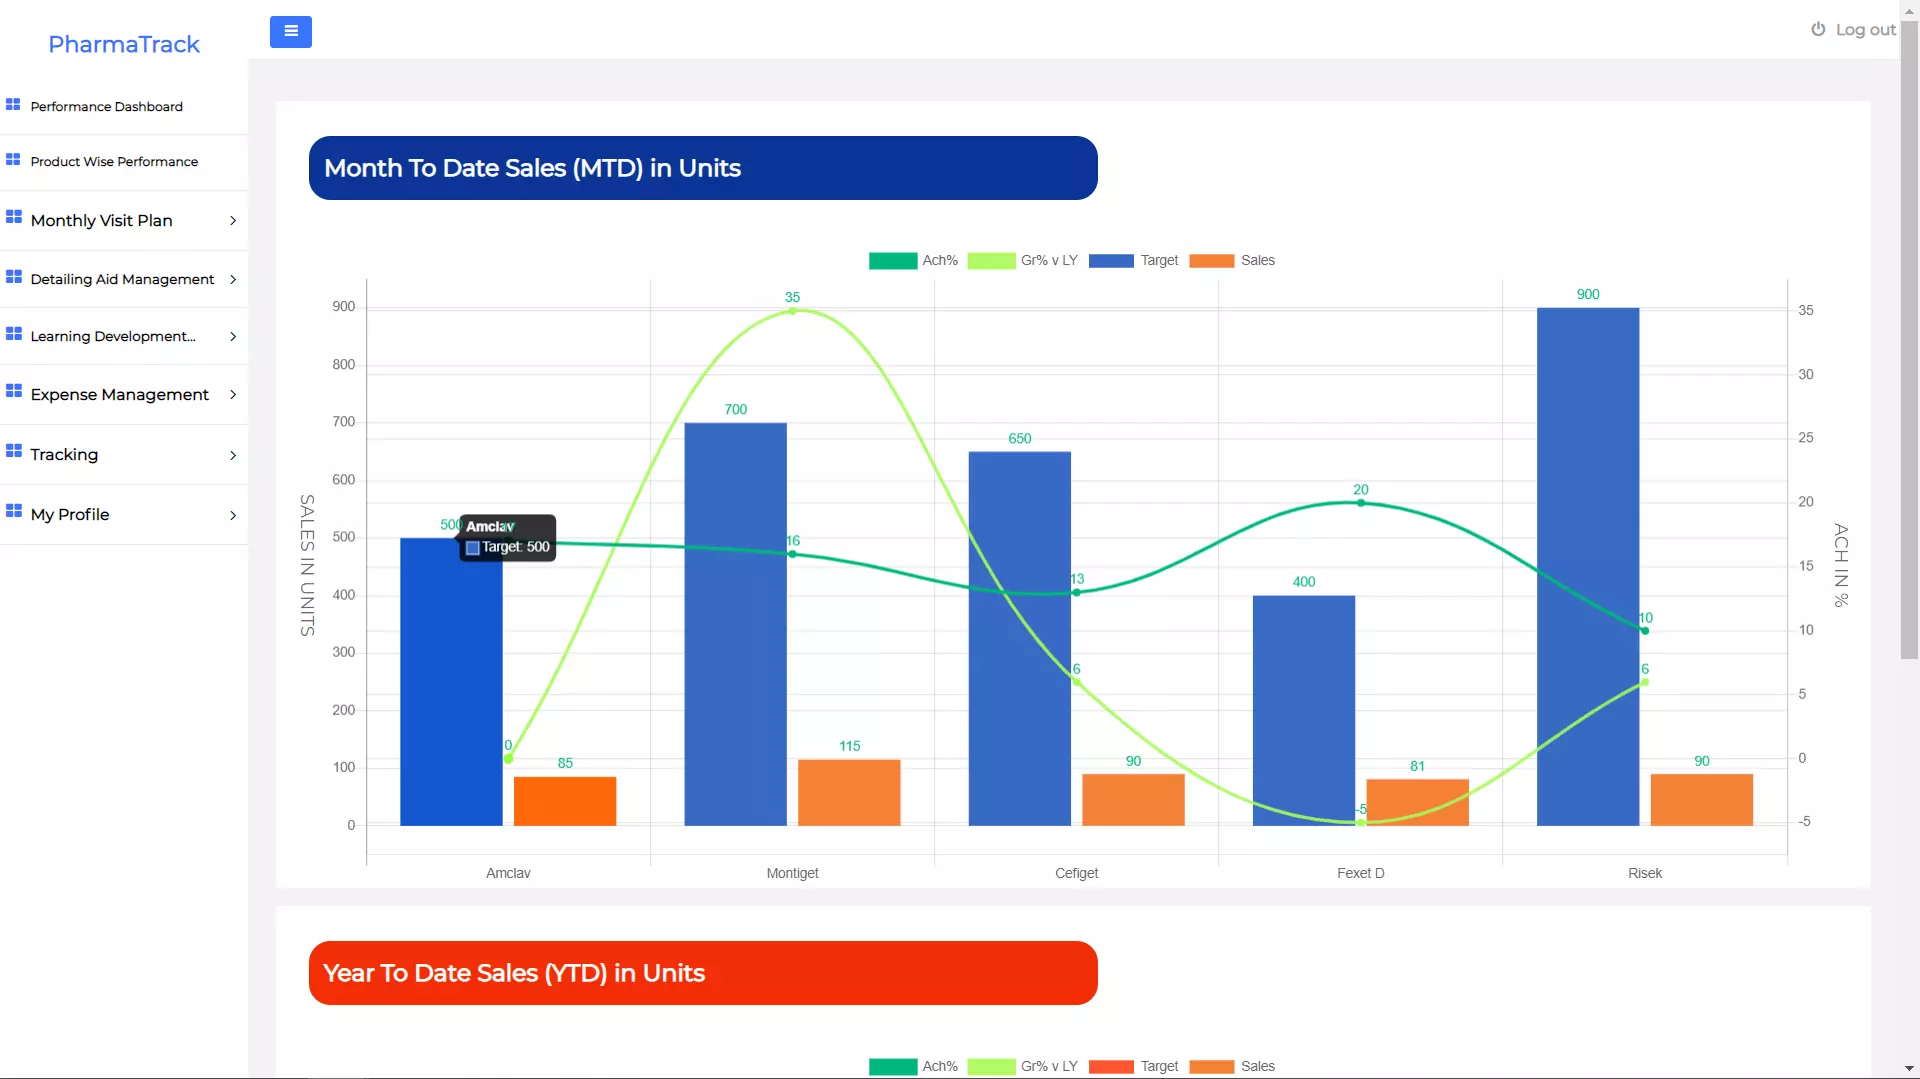 PharmaTrack
Log out
Performance Dashboard
Product Wise Performance
Monthly Visit Plan
Detailing Aid Management
Learning Development...
Expense Management
Tracking
My Profile
Month To Date Sales (MTD) in Units
Ach% Gr% v LY Target Sales
SALES IN UNITS
900
800
700
600
500
400
300
200
100
0
35
700
650
20
900
500
Amclav
17
Target: 500
16
13
400
10
0
85
115
6
90
-5
81
6
90
35
30
25
20
15
10
5
0
-5
ACH IN %
Amclav Montiget Cefiget Fexet D Risek
Year To Date Sales (YTD) in Units
Ach% Gr% v LY Target Sales